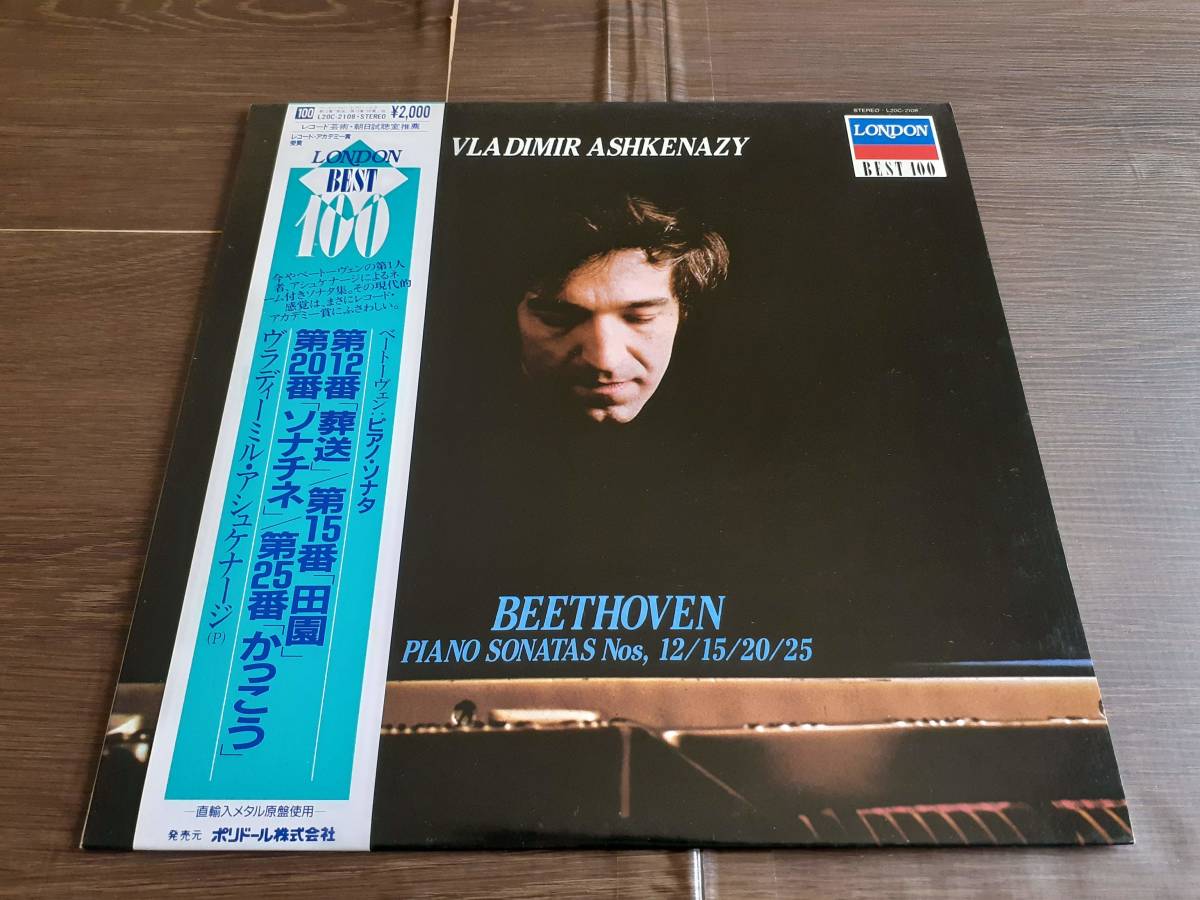 100
L20C-2108・STEREO
¥2,000
レコード芸術・朝日試聴室推薦
レコード・アカデミー賞
受賞
LONDON
BEST
100
今やベートーヴェンの第1人
者、アシュケナージによるネ
ーム付きソナタ集。その現代的
感覚は、まさにレコード・
アカデミー賞にふさわしい。
ベートーヴェン:ピアノ・ソナタ
第12番「葬送」/第15番「田園」
第20番「ソナチネ」/第25番「かっこう」
ヴラディーミル・アシュケナージ(P)
—直輸入メタル原盤使用—
発売元 ポリドール株式会社
STEREO・L20C-2108
LONDON
BEST 100
VLADIMIR ASHKENAZY
BEETHOVEN
PIANO SONATAS Nos, 12/15/20/25